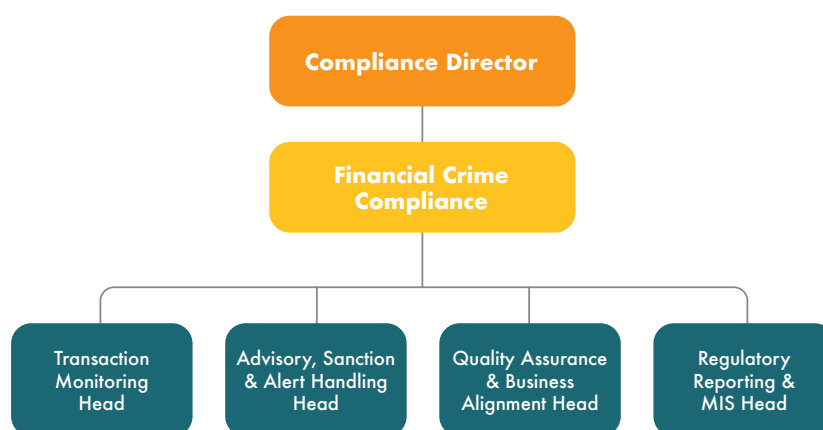 Compliance Director
Financial Crime
Compliance
Transaction
Monitoring
Head
Advisory, Sanction
& Alert Handling
Head
Quality Assurance
& Business
Alignment Head
Regulatory
Reporting &
MIS Head